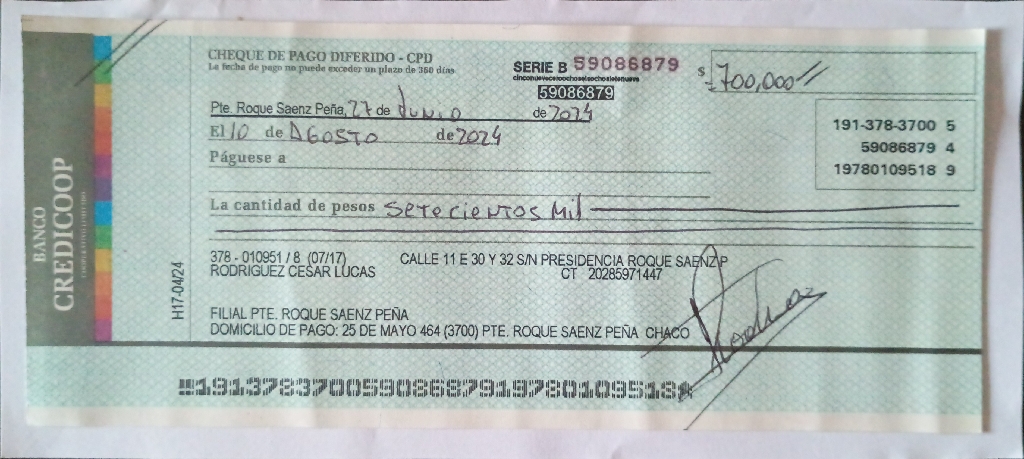 BANCO
CREDICOOP
H17-04/24
CHEQUE DE PAGO DIFERIDO - CPD
La fecha de pago no puede exceder un plazo de 360 días
SERIE B 59086879
cinconueveceroochoseisochosietenueve
59086879
$ 700,000//
Pte. Roque Saenz Peña, 27 de Junio de 2024
El 10 de AGOSTO de 2024
Páguese a
191-378-3700 5
59086879 4
19780109518 9
La cantidad de pesos Setecientos Mil
378 - 010951 / 8 (07/17) CALLE 11 E 30 Y 32 S/N PRESIDENCIA ROQUE SAENZ P
RODRIGUEZ CESAR LUCAS CT 20285971447
FILIAL PTE. ROQUE SAENZ PEÑA
DOMICILIO DE PAGO: 25 DE MAYO 464 (3700) PTE. ROQUE SAENZ PEÑA CHACO
19137837005908687919780109518